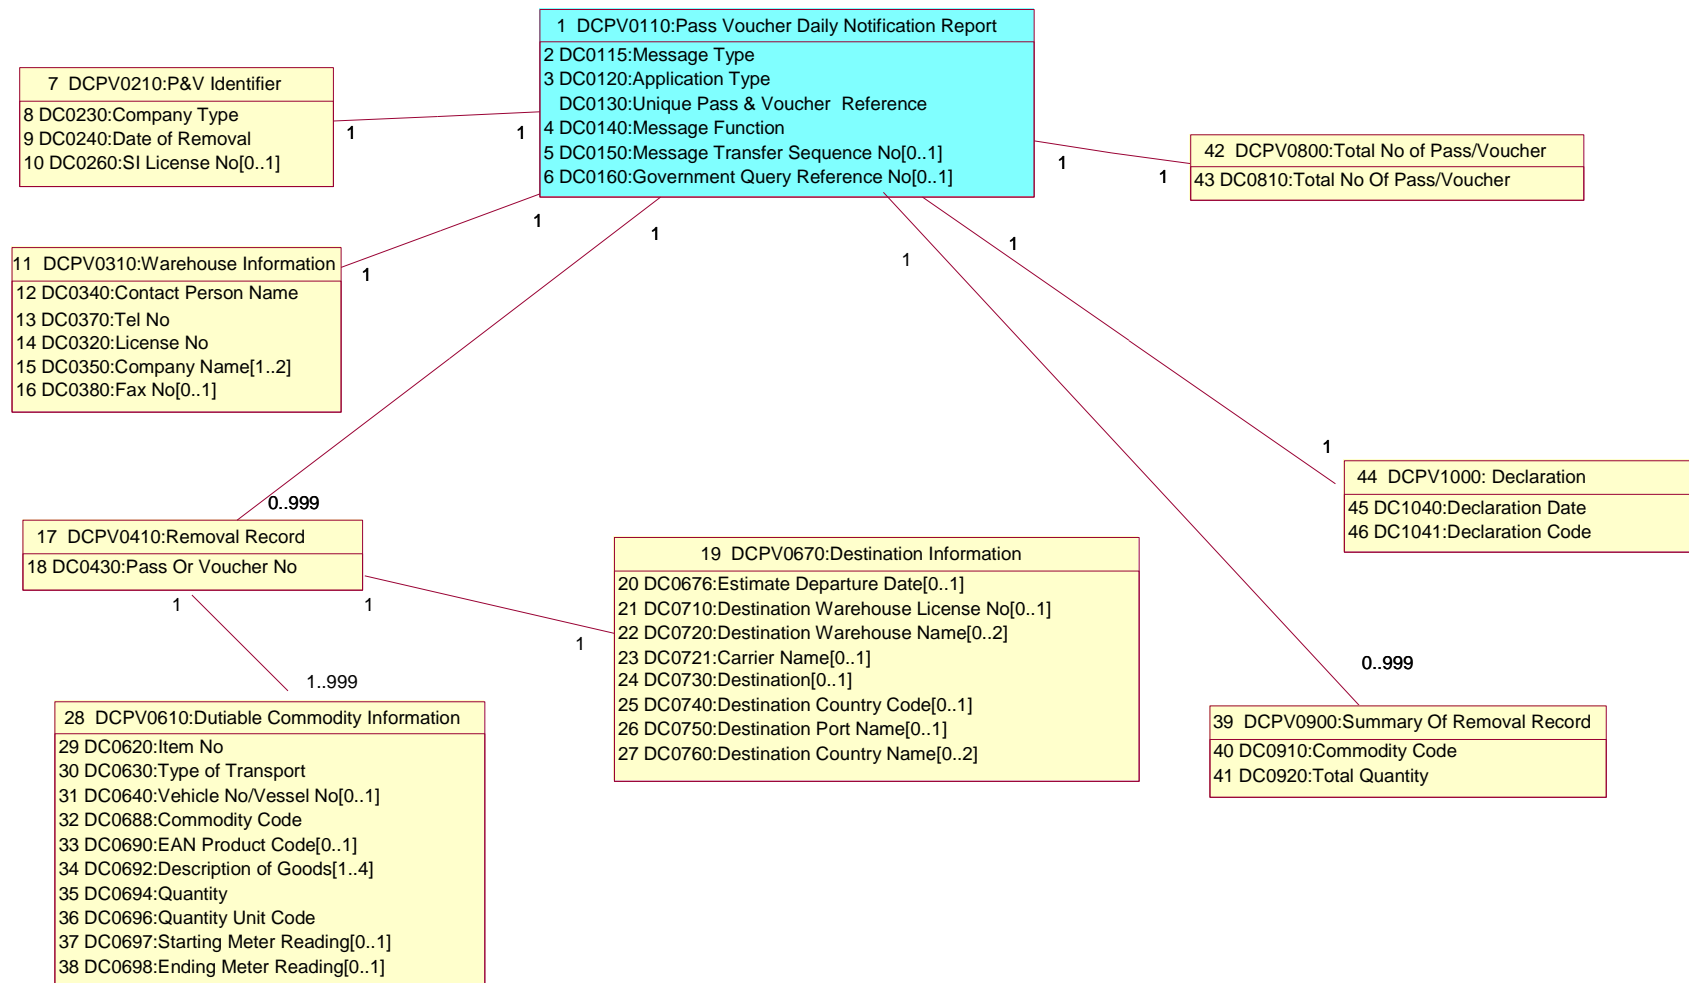 1 DCPV0110:Pass Voucher Daily Notification Report
2 DC0115:Message Type
3 DC0120:Application Type
DC0130:Unique Pass & Voucher Reference
4 DC0140:Message Function
5 DC0150:Message Transfer Sequence No[0..1]
6 DC0160:Government Query Reference No[0..1]
7 DCPV0210:P&V Identifier
8 DC0230:Company Type
9 DC0240:Date of Removal
10 DC0260:SI License No[0..1]
1
1
1
1
42 DCPV0800:Total No of Pass/Voucher
43 DC0810:Total No Of Pass/Voucher
11 DCPV0310:Warehouse Information
12 DC0340:Contact Person Name
13 DC0370:Tel No
14 DC0320:License No
15 DC0350:Company Name[1..2]
16 DC0380:Fax No[0..1]
1
1
1
1
1
1
0..999
17 DCPV0410:Removal Record
18 DC0430:Pass Or Voucher No
1
1
1
1..999
44 DCPV1000: Declaration
45 DC1040:Declaration Date
46 DC1041:Declaration Code
19 DCPV0670:Destination Information
20 DC0676:Estimate Departure Date[0..1]
21 DC0710:Destination Warehouse License No[0..1]
22 DC0720:Destination Warehouse Name[0..2]
23 DC0721:Carrier Name[0..1]
24 DC0730:Destination[0..1]
25 DC0740:Destination Country Code[0..1]
26 DC0750:Destination Port Name[0..1]
27 DC0760:Destination Country Name[0..2]
0..999
28 DCPV0610:Dutiable Commodity Information
29 DC0620:Item No
30 DC0630:Type of Transport
31 DC0640:Vehicle No/Vessel No[0..1]
32 DC0688:Commodity Code
33 DC0690:EAN Product Code[0..1]
34 DC0692:Description of Goods[1..4]
35 DC0694:Quantity
36 DC0696:Quantity Unit Code
37 DC0697:Starting Meter Reading[0..1]
38 DC0698:Ending Meter Reading[0..1]
39 DCPV0900:Summary Of Removal Record
40 DC0910:Commodity Code
41 DC0920:Total Quantity